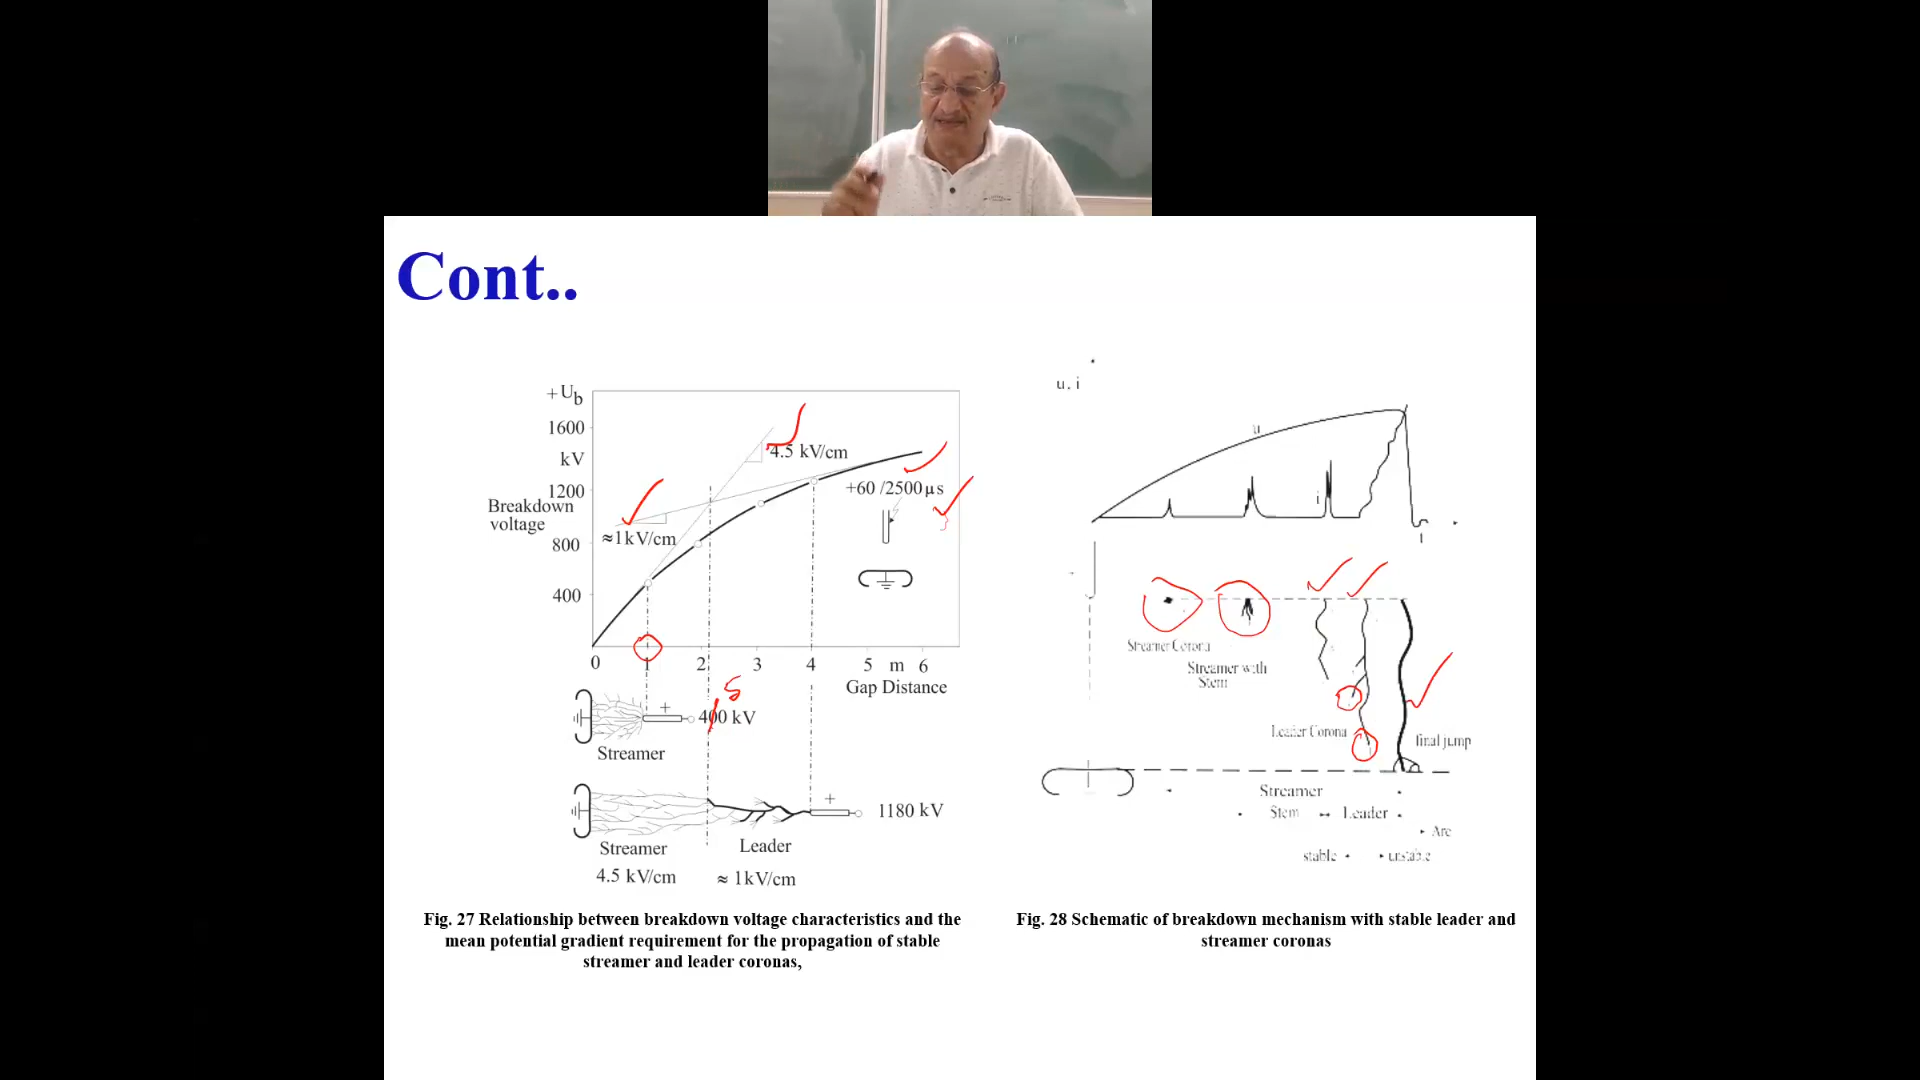 Cont..
+Ub
1600
kV
1200
Breakdown
voltage
800
400
4.5 kV/cm
≈1kV/cm
+60 /2500µs
0 1 2 3 4 5 m 6
Gap Distance
5
+
400 kV
Streamer
+
1180 kV
Streamer Leader
4.5 kV/cm ≈ 1kV/cm
Fig. 27 Relationship between breakdown voltage characteristics and the
mean potential gradient requirement for the propagation of stable
streamer and leader coronas,
u, i
u
i
Streamer Corona
Streamer with
Stem
Leader Corona
final jump
Streamer
Stem Leader
Arc
stable unstable
Fig. 28 Schematic of breakdown mechanism with stable leader and
streamer coronas